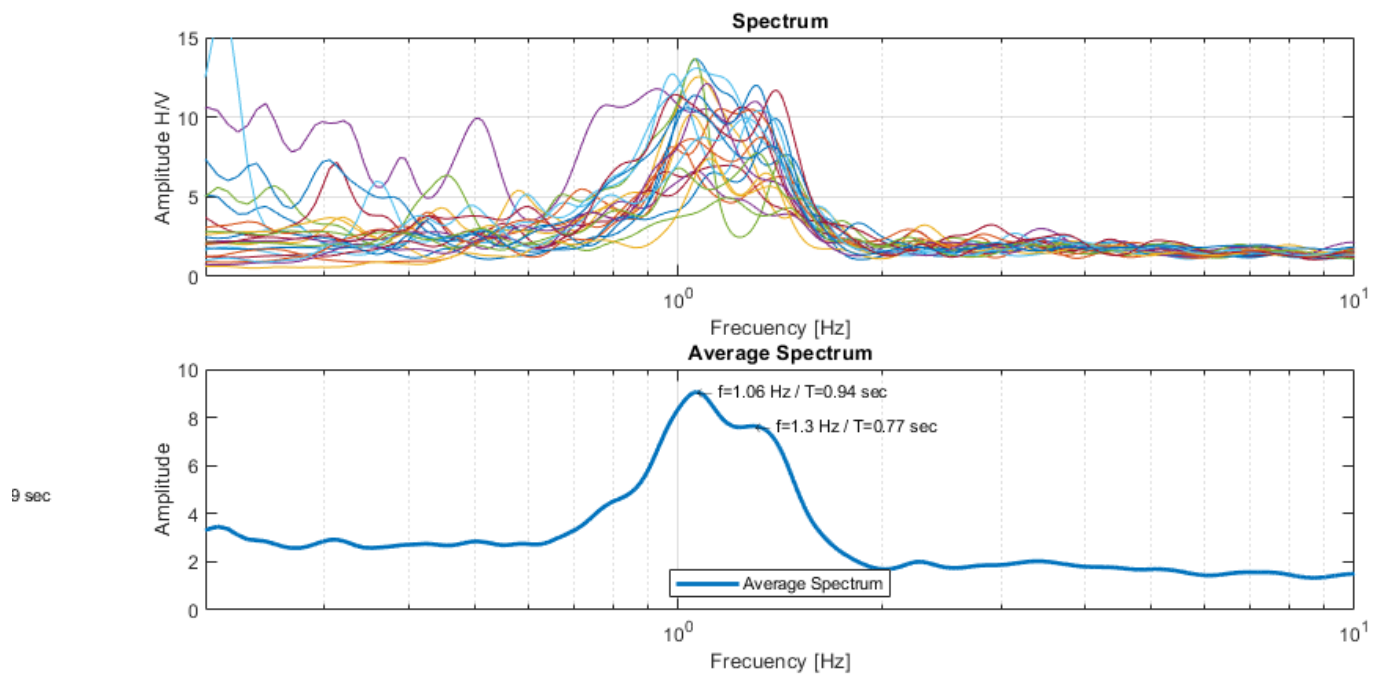 Spectrum
15
10
5
0
Amplitude H/V
10^0
10^1
Frecuency [Hz]
Average Spectrum
10
8
6
4
2
0
Amplitude
← f=1.06 Hz / T=0.94 sec
← f=1.3 Hz / T=0.77 sec
9 sec
Average Spectrum
10^0
10^1
Frecuency [Hz]